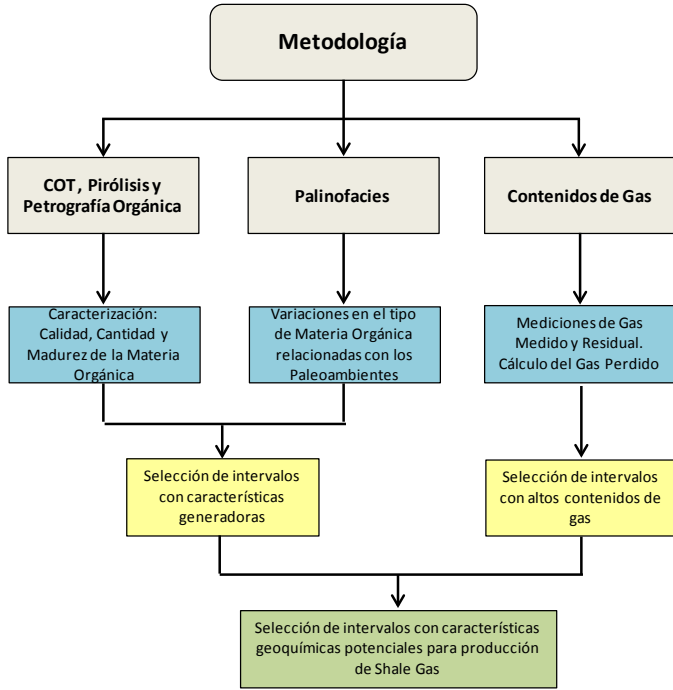 Metodología
COT, Pirólisis y
Petrografía Orgánica
Palinofacies
Contenidos de Gas
Caracterización:
Calidad, Cantidad y
Madurez de la Materia
Orgánica
Variaciones en el tipo
de Materia Orgánica
relacionadas con los
Paleoambientes
Mediciones de Gas
Medido y Residual.
Cálculo del Gas Perdido
Selección de intervalos
con características
generadoras
Selección de intervalos
con altos contenidos de
gas
Selección de intervalos con características
geoquímicas potenciales para producción
de Shale Gas